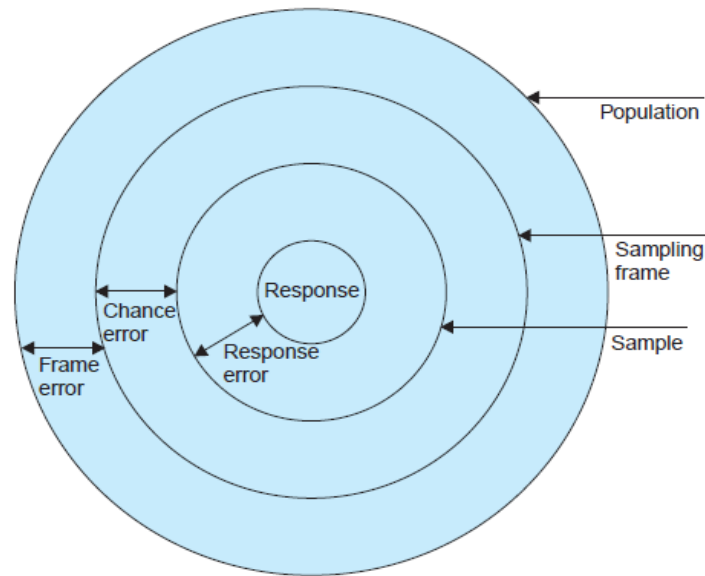 Population
Sampling
frame
Response
Chance
error
Response
error
Sample
Frame
error